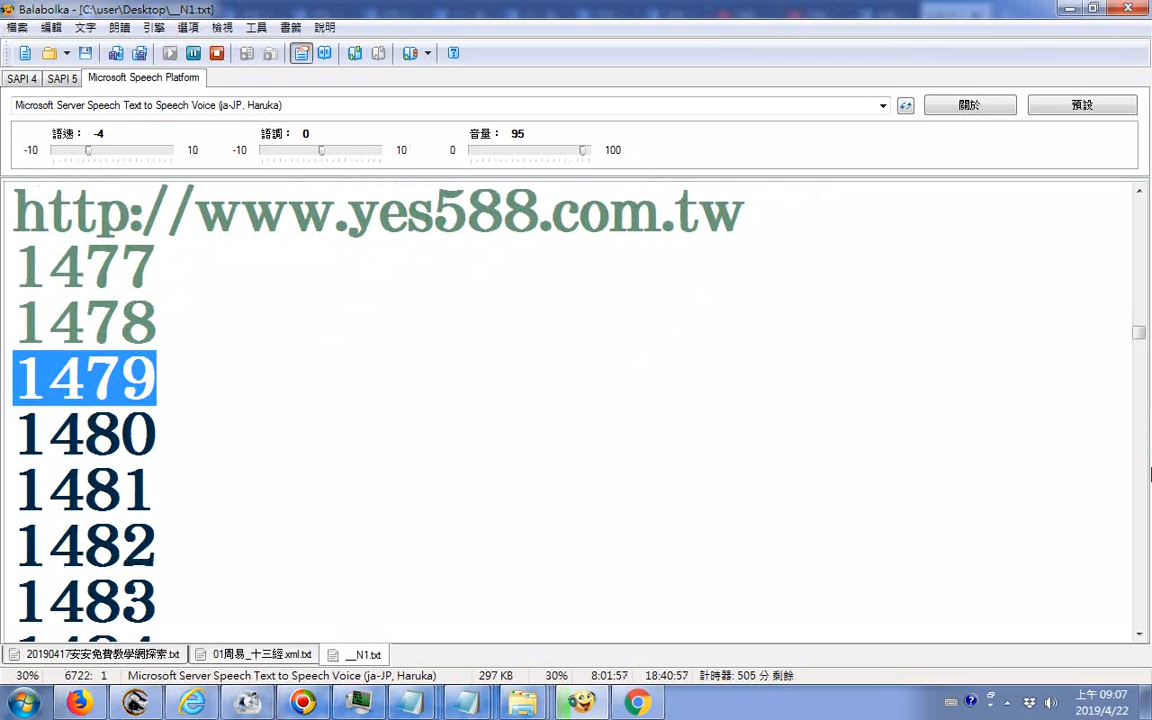 Balabolka - [C:\user\Desktop\__N1.txt]
檔案 編輯 文字 朗讀 引擎 選項 檢視 工具 書籤 說明
SAPI 4 SAPI 5 Microsoft Speech Platform
Microsoft Server Speech Text to Speech Voice (ja-JP, Haruka) 關於 預設
語速： -4 語調： 0 音量： 95
-10 10 -10 10 0 100
http://www.yes588.com.tw
1477
1478
1479
1480
1481
1482
1483
20190417安安免費教學網探索.txt 01周易_十三經.xml.txt __N1.txt
30% 6722: 1 Microsoft Server Speech Text to Speech Voice (ja-JP, Haruka) 297 KB 30% 8:01:57 18:40:57 計時器: 505 分 剩餘
上午 09:07
2019/4/22